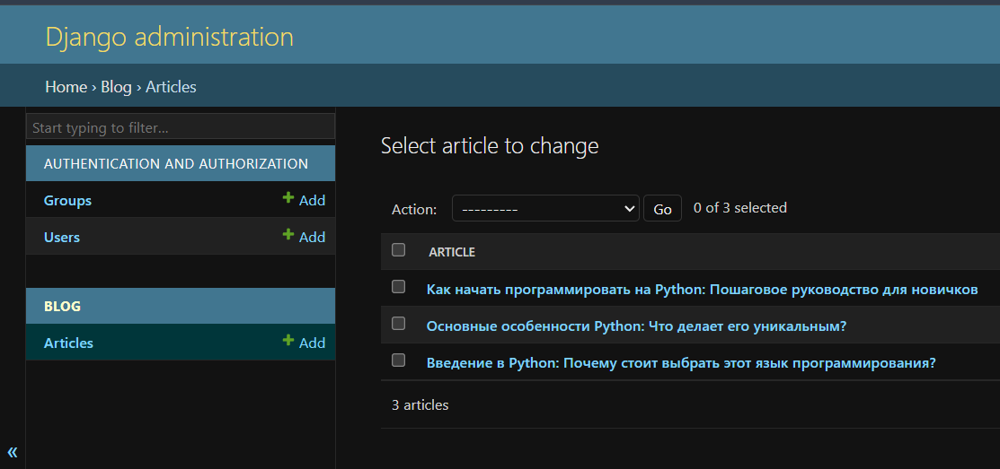 Django administration
Home › Blog › Articles
Start typing to filter...
AUTHENTICATION AND AUTHORIZATION
Groups + Add
Users + Add
BLOG
Articles + Add
«
Select article to change
Action: --------- Go 0 of 3 selected
ARTICLE
Как начать программировать на Python: Пошаговое руководство для новичков
Основные особенности Python: Что делает его уникальным?
Введение в Python: Почему стоит выбрать этот язык программирования?
3 articles